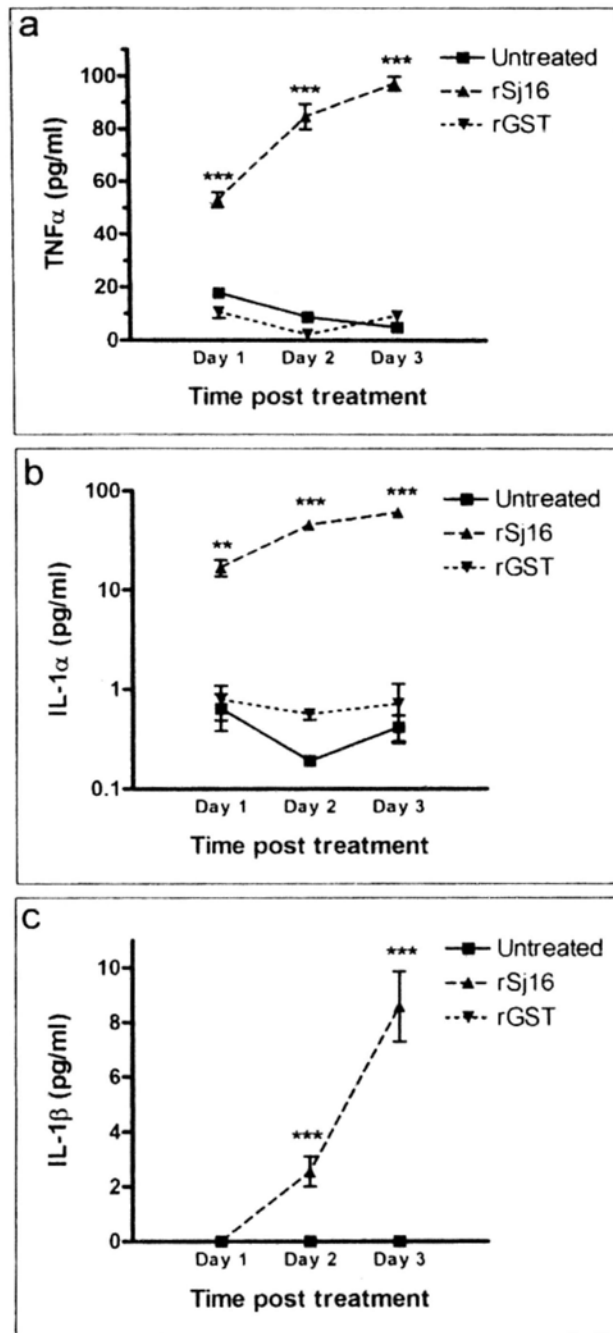 a
Untreated
rSj16
rGST
TNFα (pg/ml)
100
80
60
40
20
0
***
***
***
Day 1 Day 2 Day 3
Time post treatment
b
Untreated
rSj16
rGST
IL-1α (pg/ml)
100
10
1
0.1
**
***
***
Day 1 Day 2 Day 3
Time post treatment
c
Untreated
rSj16
rGST
IL-1β (pg/ml)
10
8
6
4
2
0
***
***
Day 1 Day 2 Day 3
Time post treatment